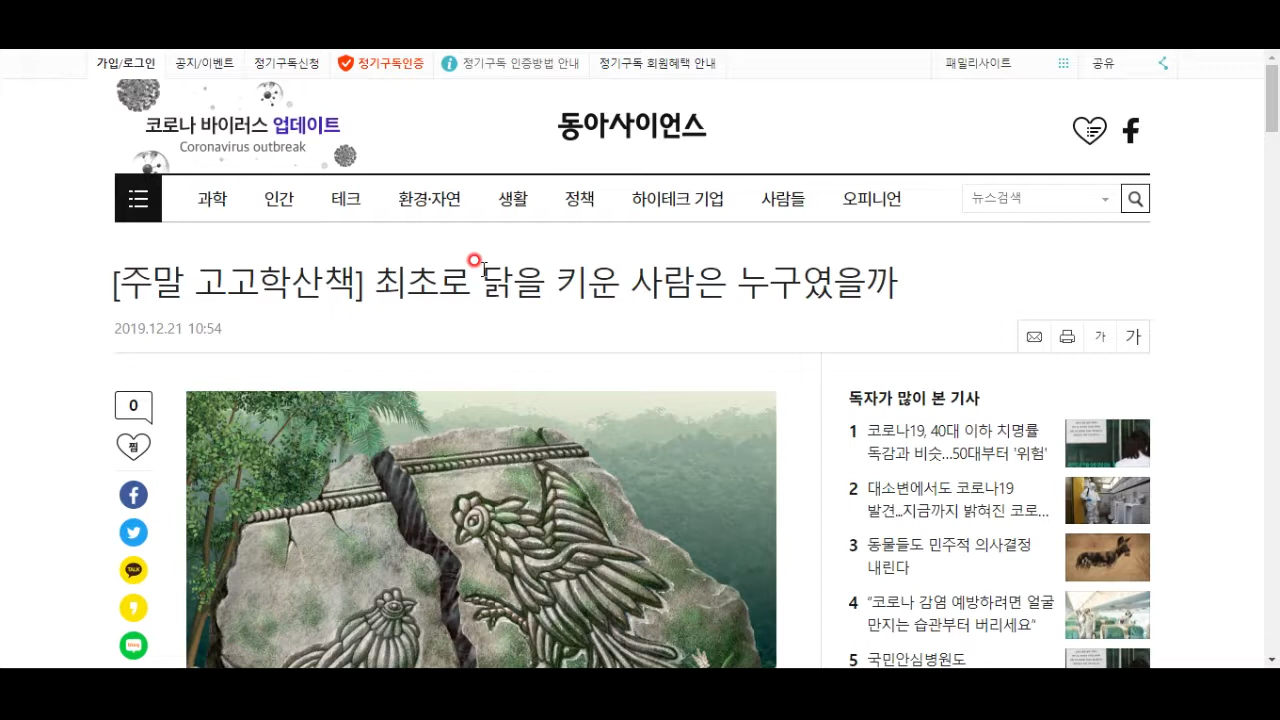 가입/로그인 공지/이벤트 정기구독신청 정기구독인증 정기구독 인증방법 안내 정기구독 회원혜택 안내 패밀리사이트 공유
코로나 바이러스 업데이트
Coronavirus outbreak
동아사이언스
과학 인간 테크 환경·자연 생활 정책 하이테크 기업 사람들 오피니언 뉴스검색
[주말 고고학산책] 최초로 닭을 키운 사람은 누구였을까
2019.12.21 10:54
가 가
0
찜
TALK
blog
독자가 많이 본 기사
1 코로나19, 40대 이하 치명률
독감과 비슷...50대부터 '위험'
2 대소변에서도 코로나19
발견...지금까지 밝혀진 코로...
3 동물들도 민주적 의사결정
내린다
4 "코로나 감염 예방하려면 얼굴
만지는 습관부터 버리세요"
5 국민안심병원도